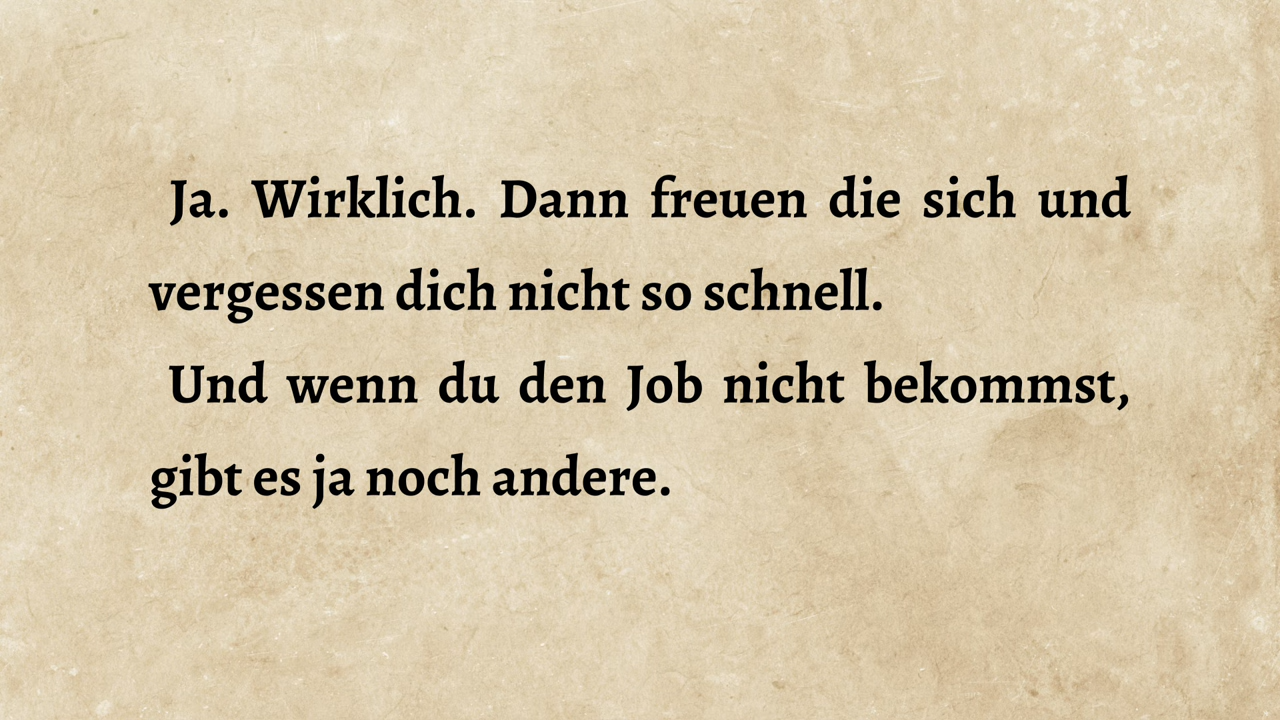 Ja. Wirklich. Dann freuen die sich und
vergessen dich nicht so schnell.
Und wenn du den Job nicht bekommst,
gibt es ja noch andere.